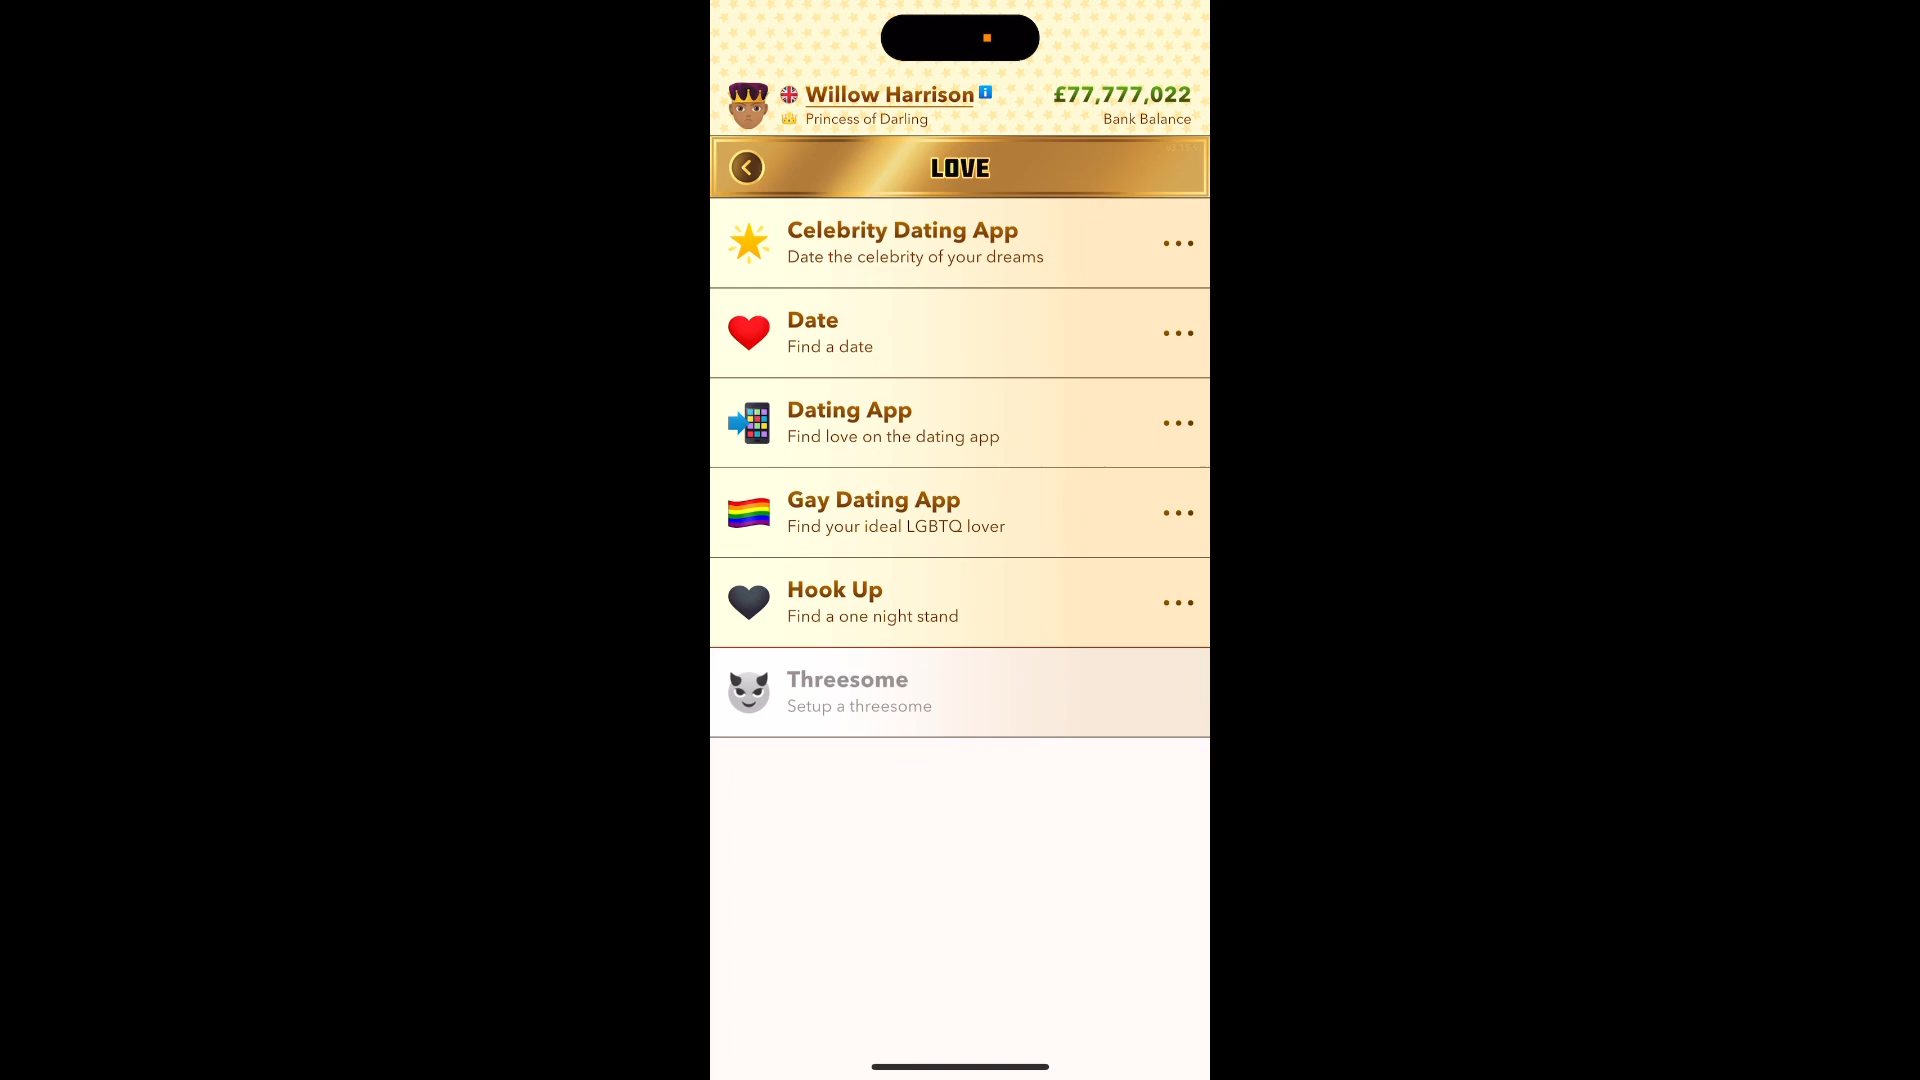 Willow Harrison
£77,777,022
Princess of Darling
Bank Balance
LOVE
Celebrity Dating App
Date the celebrity of your dreams
Date
Find a date
Dating App
Find love on the dating app
Gay Dating App
Find your ideal LGBTQ lover
Hook Up
Find a one night stand
Threesome
Setup a threesome